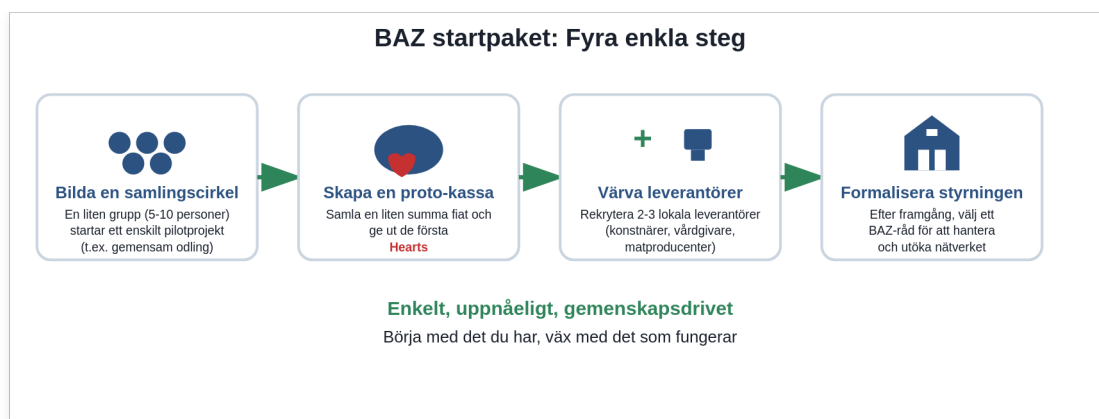 BAZ startpaket: Fyra enkla steg
Bilda en samlingscirkel
En liten grupp (5-10 personer)
startar ett enskilt pilotprojekt
(t.ex. gemensam odling)
Skapa en proto-kassa
Samla en liten summa fiat och
ge ut de första
Hearts
+
Värva leverantörer
Rekrytera 2-3 lokala leverantörer
(konstnärer, vårdgivare,
matproducenter)
Formalisera styrningen
Efter framgång, välj ett
BAZ-råd för att hantera
och utöka nätverket
Enkelt, uppnåeligt, gemenskapsdrivet
Börja med det du har, väx med det som fungerar